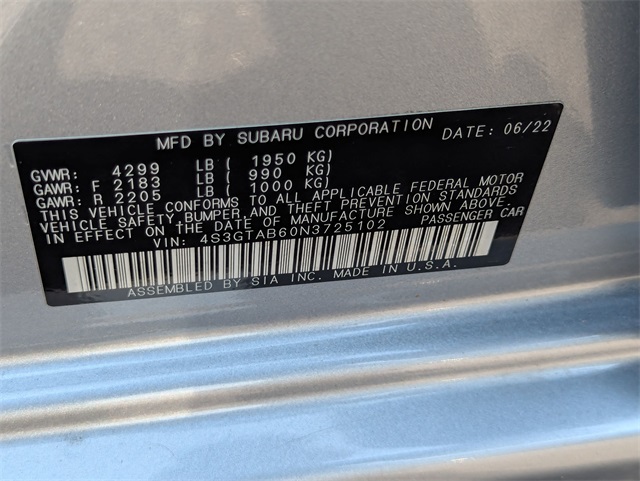 MFD BY SUBARU CORPORATION DATE: 06/22
GVWR: 4299 LB ( 1950 KG)
GAWR: F 2183 LB ( 990 KG)
GAWR: R 2205 LB ( 1000 KG)
THIS VEHICLE CONFORMS TO ALL APPLICABLE FEDERAL MOTOR
VEHICLE SAFETY,BUMPER,AND THEFT PREVENTION STANDARDS
IN EFFECT ON THE DATE OF MANUFACTURE SHOWN ABOVE.
VIN: 4S3GTAB60N3725102 PASSENGER CAR
ASSEMBLED BY SIA INC. MADE IN U.S.A.